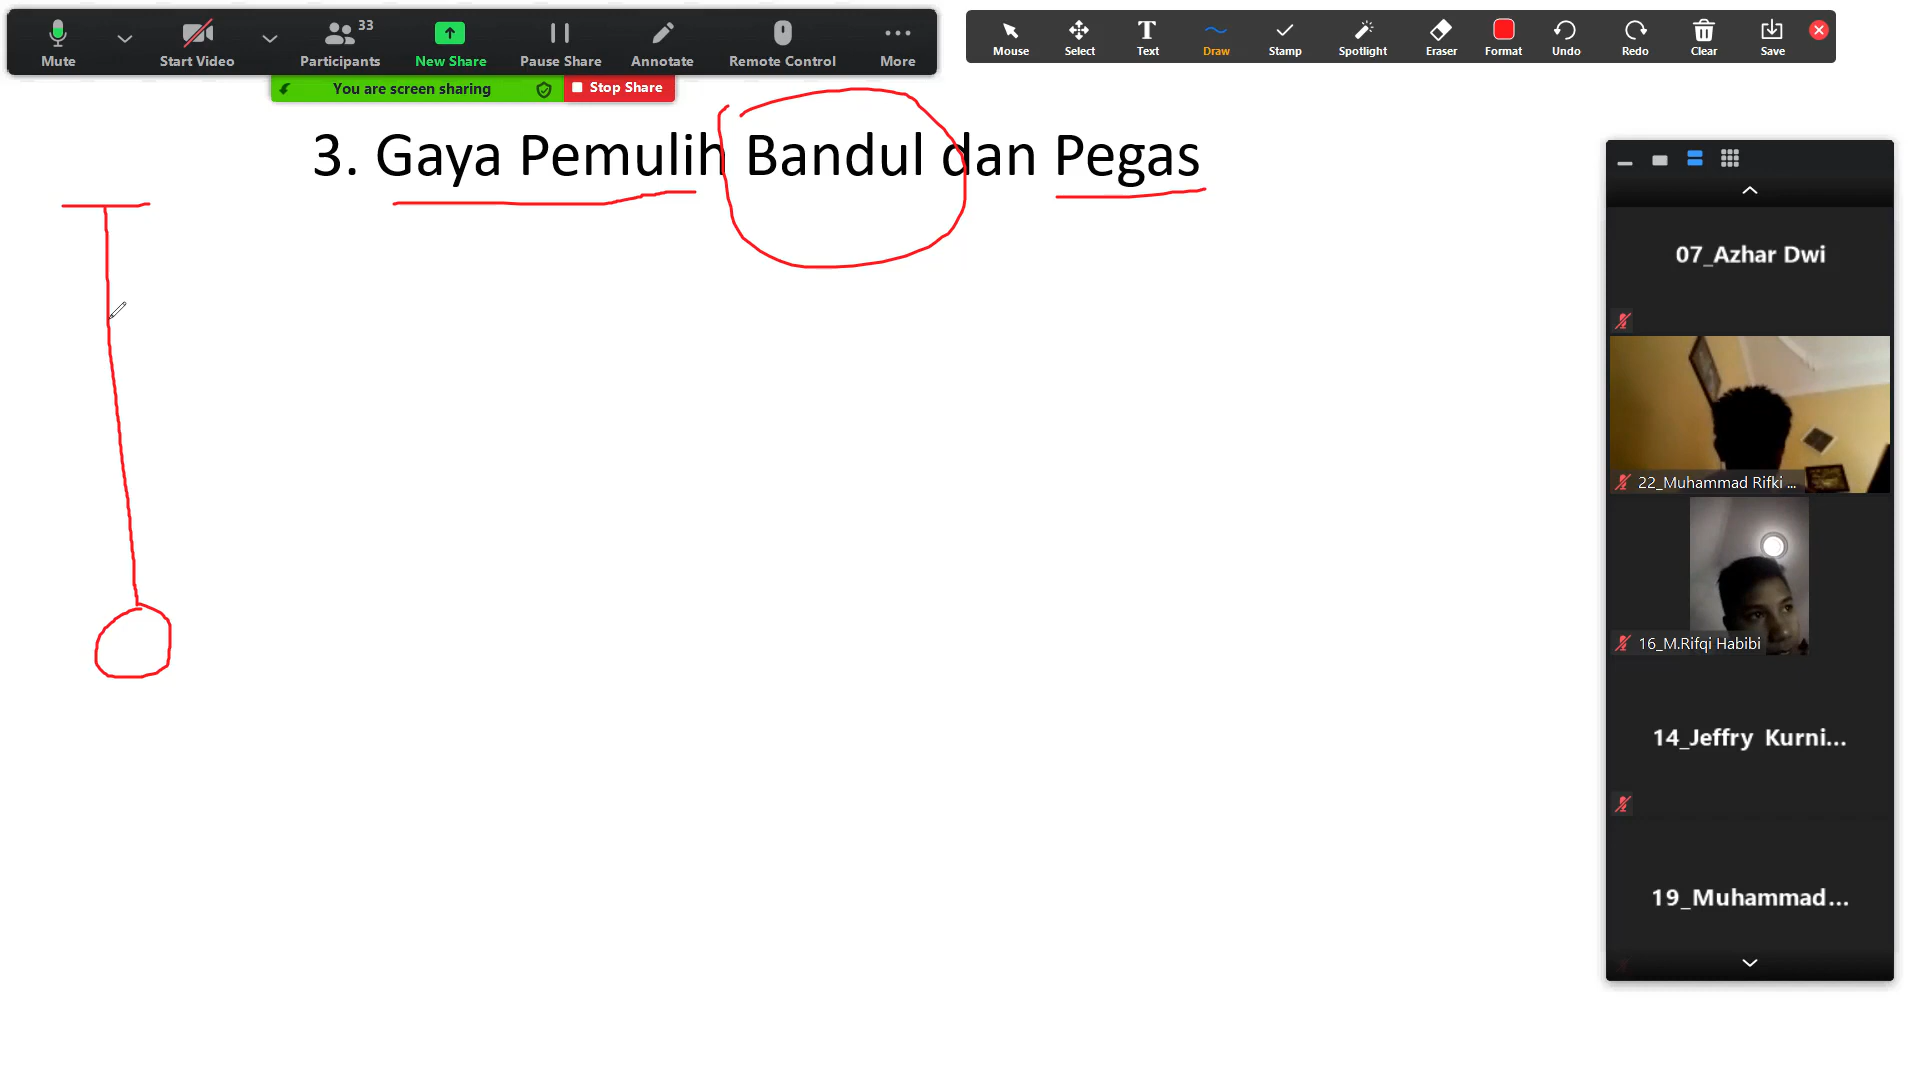 Mute
Start Video
33
Participants
New Share
Pause Share
Annotate
Remote Control
More
Mouse
Select
Text
Draw
Stamp
Spotlight
Eraser
Format
Undo
Redo
Clear
Save
You are screen sharing
Stop Share
3. Gaya Pemulih Bandul dan Pegas
07_Azhar Dwi
22_Muhammad Rifki ...
16_M.Rifqi Habibi
14_Jeffry Kurni...
19_Muhammad...